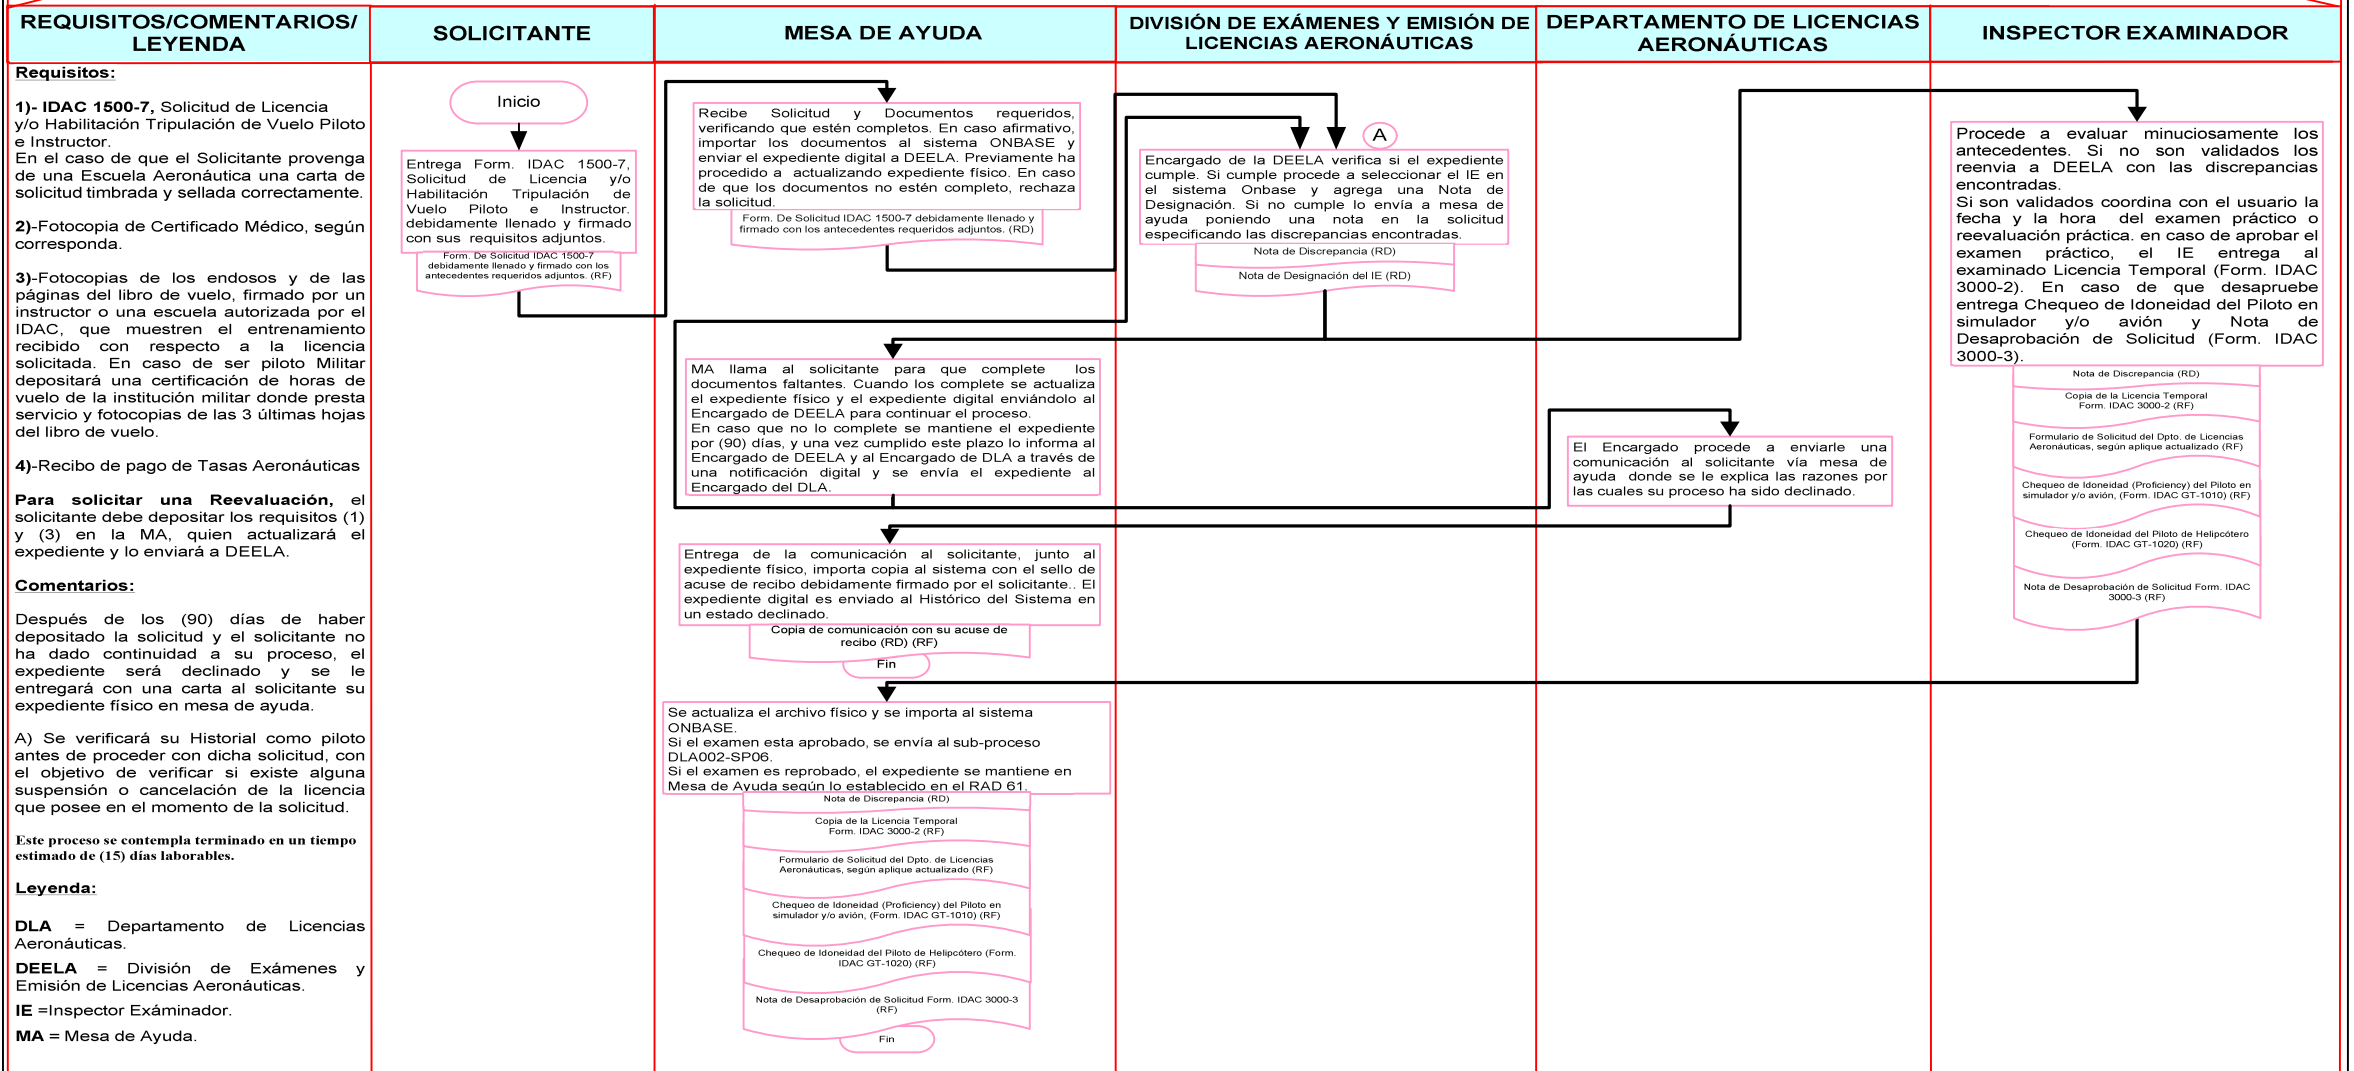 REQUISITOS/COMENTARIOS/
LEYENDA
SOLICITANTE
MESA DE AYUDA
DIVISIÓN DE EXÁMENES Y EMISIÓN DE
LICENCIAS AERONÁUTICAS
DEPARTAMENTO DE LICENCIAS
AERONÁUTICAS
INSPECTOR EXAMINADOR
Requisitos:
1)- IDAC 1500-7, Solicitud de Licencia
y/o Habilitación Tripulación de Vuelo Piloto
e Instructor.
En el caso de que el Solicitante provenga
de una Escuela Aeronáutica una carta de
solicitud timbrada y sellada correctamente.
2)-Fotocopia de Certificado Médico, según
corresponda.
3)-Fotocopias de los endosos y de las
páginas del libro de vuelo, firmado por un
instructor o una escuela autorizada por el
IDAC, que muestren el entrenamiento
recibido con respecto a la licencia
solicitada. En caso de ser piloto Militar
depositará una certificación de horas de
vuelo de la institución militar donde presta
servicio y fotocopias de las 3 últimas hojas
del libro de vuelo.
4)-Recibo de pago de Tasas Aeronáuticas
Para solicitar una Reevaluación, el
solicitante debe depositar los requisitos (1)
y (3) en la MA, quien actualizará el
expediente y lo enviará a DEELA.
Comentarios:
Después de los (90) días de haber
depositado la solicitud y el solicitante no
ha dado continuidad a su proceso, el
expediente será declinado y se le
entregará con una carta al solicitante su
expediente físico en mesa de ayuda.
A) Se verificará su Historial como piloto
antes de proceder con dicha solicitud, con
el objetivo de verificar si existe alguna
suspensión o cancelación de la licencia
que posee en el momento de la solicitud.
Este proceso se contempla terminado en un tiempo
estimado de (15) días laborables.
Leyenda:
DLA = Departamento de Licencias
Aeronáuticas.
DEELA = División de Exámenes y
Emisión de Licencias Aeronáuticas.
IE =Inspector Exáminador.
MA = Mesa de Ayuda.
Inicio
Entrega Form. IDAC 1500-7,
Solicitud de Licencia y/o
Habilitación Tripulación de
Vuelo Piloto e Instructor.
debidamente llenado y firmado
con sus requisitos adjuntos.
Form. De Solicitud IDAC 1500-7
debidamente llenado y firmado con los
antecedentes requeridos adjuntos. (RF)
Recibe Solicitud y Documentos requeridos,
verificando que estén completos. En caso afirmativo,
importar los documentos al sistema ONBASE y
enviar el expediente digital a DEELA. Previamente ha
procedido a actualizando expediente físico. En caso
de que los documentos no estén completo, rechaza
la solicitud.
Form. De Solicitud IDAC 1500-7 debidamente llenado y
firmado con los antecedentes requeridos adjuntos. (RD)
A
Encargado de la DEELA verifica si el expediente
cumple. Si cumple procede a seleccionar el IE en
el sistema Onbase y agrega una Nota de
Designación. Si no cumple lo envía a mesa de
ayuda poniendo una nota en la solicitud
especificando las discrepancias encontradas.
Nota de Discrepancia (RD)
Nota de Designación del IE (RD)
Procede a evaluar minuciosamente los
antecedentes. Si no son validados los
reenvia a DEELA con las discrepancias
encontradas.
Si son validados coordina con el usuario la
fecha y la hora del examen práctico o
reevaluación práctica. en caso de aprobar el
examen práctico, el IE entrega al
examinado Licencia Temporal (Form. IDAC
3000-2). En caso de que desapruebe
entrega Chequeo de Idoneidad del Piloto en
simulador y/o avión y Nota de
Desaprobación de Solicitud (Form. IDAC
3000-3).
Nota de Discrepancia (RD)
Copia de la Licencia Temporal
Form. IDAC 3000-2 (RF)
Formulario de Solicitud del Dpto. de Licencias
Aeronáuticas, según aplique actualizado (RF)
Chequeo de Idoneidad (Proficiency) del Piloto en
simulador y/o avión, (Form. IDAC GT-1010) (RF)
Chequeo de Idoneidad del Piloto de Helipcótero
(Form. IDAC GT-1020) (RF)
Nota de Desaprobación de Solicitud Form. IDAC
3000-3 (RF)
MA llama al solicitante para que complete los
documentos faltantes. Cuando los complete se actualiza
el expediente físico y el expediente digital enviándolo al
Encargado de DEELA para continuar el proceso.
En caso que no lo complete se mantiene el expediente
por (90) días, y una vez cumplido este plazo lo informa al
Encargado de DEELA y al Encargado de DLA a través de
una notificación digital y se envía el expediente al
Encargado del DLA.
El Encargado procede a enviarle una
comunicación al solicitante vía mesa de
ayuda donde se le explica las razones por
las cuales su proceso ha sido declinado.
Entrega de la comunicación al solicitante, junto al
expediente físico, importa copia al sistema con el sello de
acuse de recibo debidamente firmado por el solicitante.. El
expediente digital es enviado al Histórico del Sistema en
un estado declinado.
Copia de comunicación con su acuse de
recibo (RD) (RF)
Fin
Se actualiza el archivo físico y se importa al sistema
ONBASE.
Si el examen esta aprobado, se envía al sub-proceso
DLA002-SP06.
Si el examen es reprobado, el expediente se mantiene en
Mesa de Ayuda según lo establecido en el RAD 61.
Nota de Discrepancia (RD)
Copia de la Licencia Temporal
Form. IDAC 3000-2 (RF)
Formulario de Solicitud del Dpto. de Licencias
Aeronáuticas, según aplique actualizado (RF)
Chequeo de Idoneidad (Proficiency) del Piloto en
simulador y/o avión, (Form. IDAC GT-1010) (RF)
Chequeo de Idoneidad del Piloto de Helipcótero (Form.
IDAC GT-1020) (RF)
Nota de Desaprobación de Solicitud Form. IDAC 3000-3
(RF)
Fin